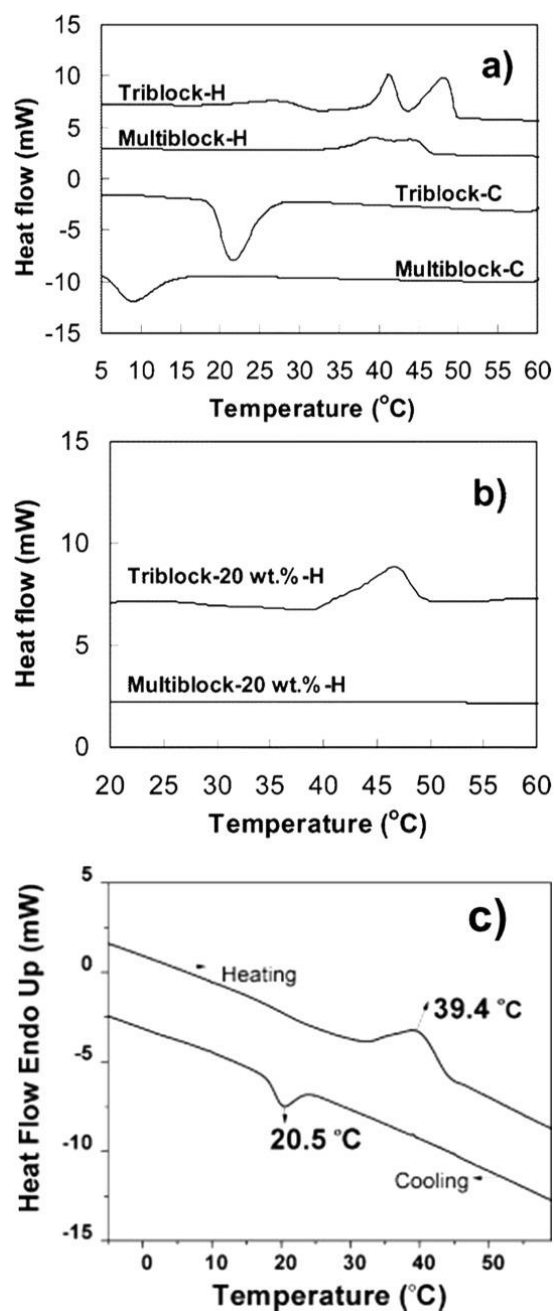 15
a)
10
Triblock-H
5
Multiblock-H
0
Triblock-C
-5
Multiblock-C
-10
-15
Heat flow (mW)
5 10 15 20 25 30 35 40 45 50 55 60
Temperature (°C)
15
b)
10
Triblock-20 wt.%-H
5
Multiblock-20 wt.%-H
0
Heat flow (mW)
20 25 30 35 40 45 50 55 60
Temperature (°C)
5
c)
0
Heating
39.4 °C
-5
20.5 °C
-10
Cooling
-15
Heat Flow Endo Up (mW)
0 10 20 30 40 50
Temperature (°C)